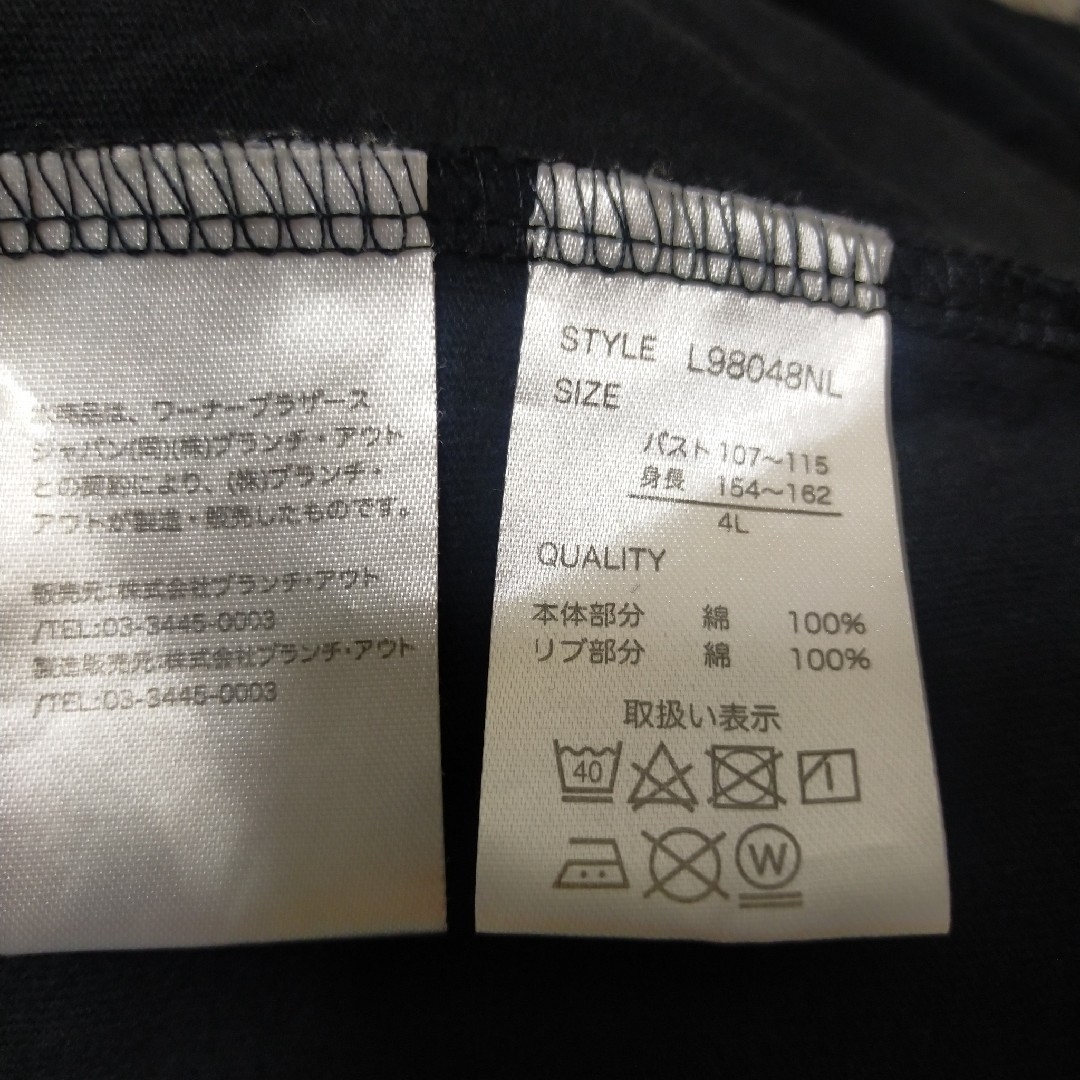 本商品は、ワーナーブラザース
ジャパン(同)(株)ブランチ・アウト
との契約により、(株)ブランチ・
アウトが製造・販売したものです。
販売元:株式会社ブランチ・アウト
/TEL:03-3445-0003
製造販売元:株式会社ブランチ・アウト
/TEL:03-3445-0003
STYLE L98048NL
SIZE
バスト 107~115
身長 154~162
4L
QUALITY
本体部分 綿 100%
リブ部分 綿 100%
取扱い表示
40
W